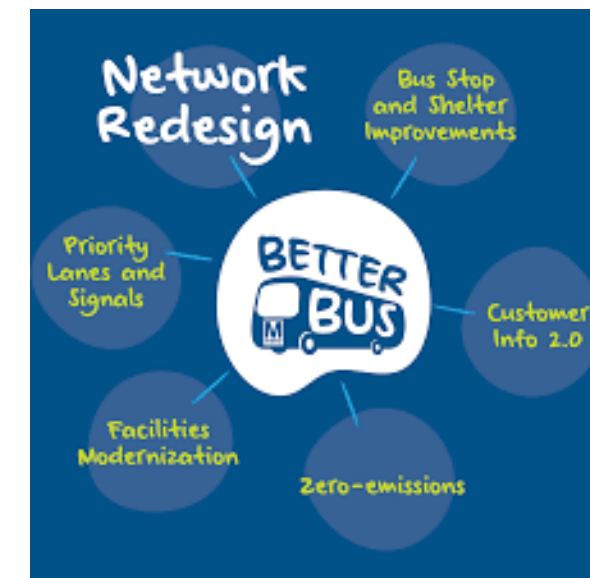 Network
Redesign
Bus Stop
and Shelter
Improvements
Priority
Lanes and
Signals
BETTER
BUS
M
Customer
Info 2.0
Facilities
Modernization
Zero-emissions